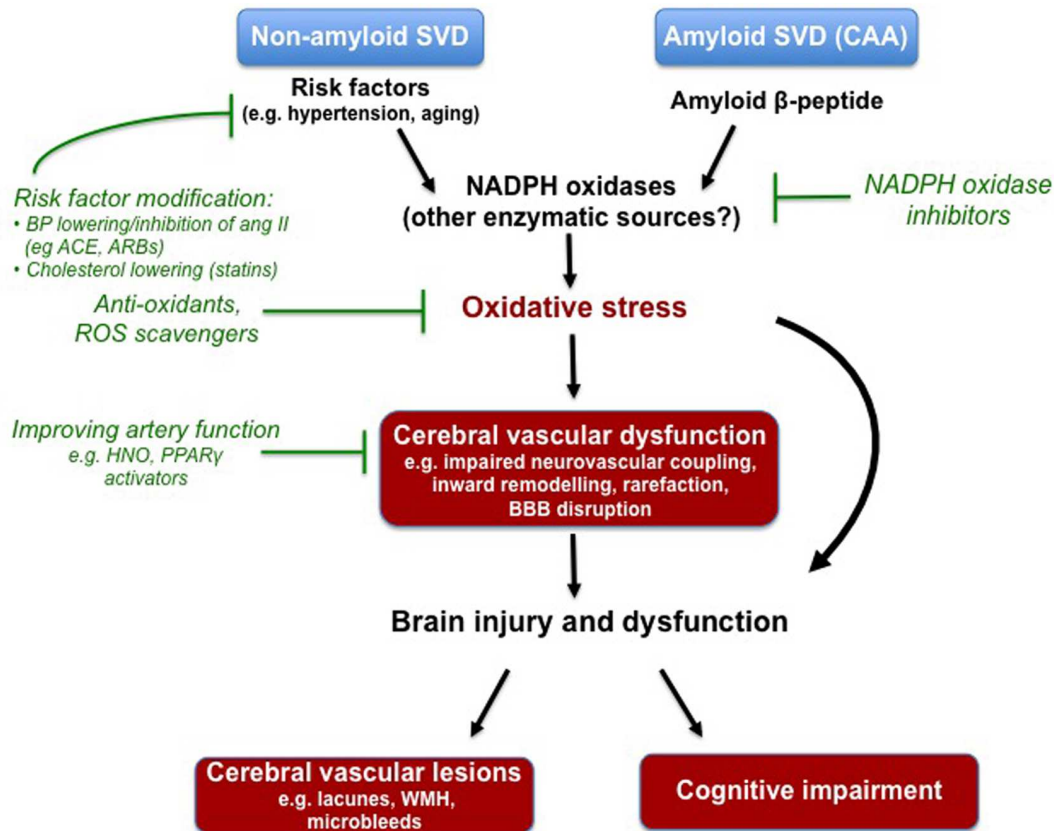 Non-amyloid SVD
Amyloid SVD (CAA)
Risk factors
(e.g. hypertension, aging)
Amyloid β-peptide
NADPH oxidases
(other enzymatic sources?)
NADPH oxidase
inhibitors
Risk factor modification:
• BP lowering/inhibition of ang II
(eg ACE, ARBs)
• Cholesterol lowering (statins)
Anti-oxidants,
ROS scavengers
Oxidative stress
Improving artery function
e.g. HNO, PPARγ
activators
Cerebral vascular dysfunction
e.g. impaired neurovascular coupling,
inward remodelling, rarefaction,
BBB disruption
Brain injury and dysfunction
Cerebral vascular lesions
e.g. lacunes, WMH,
microbleeds
Cognitive impairment